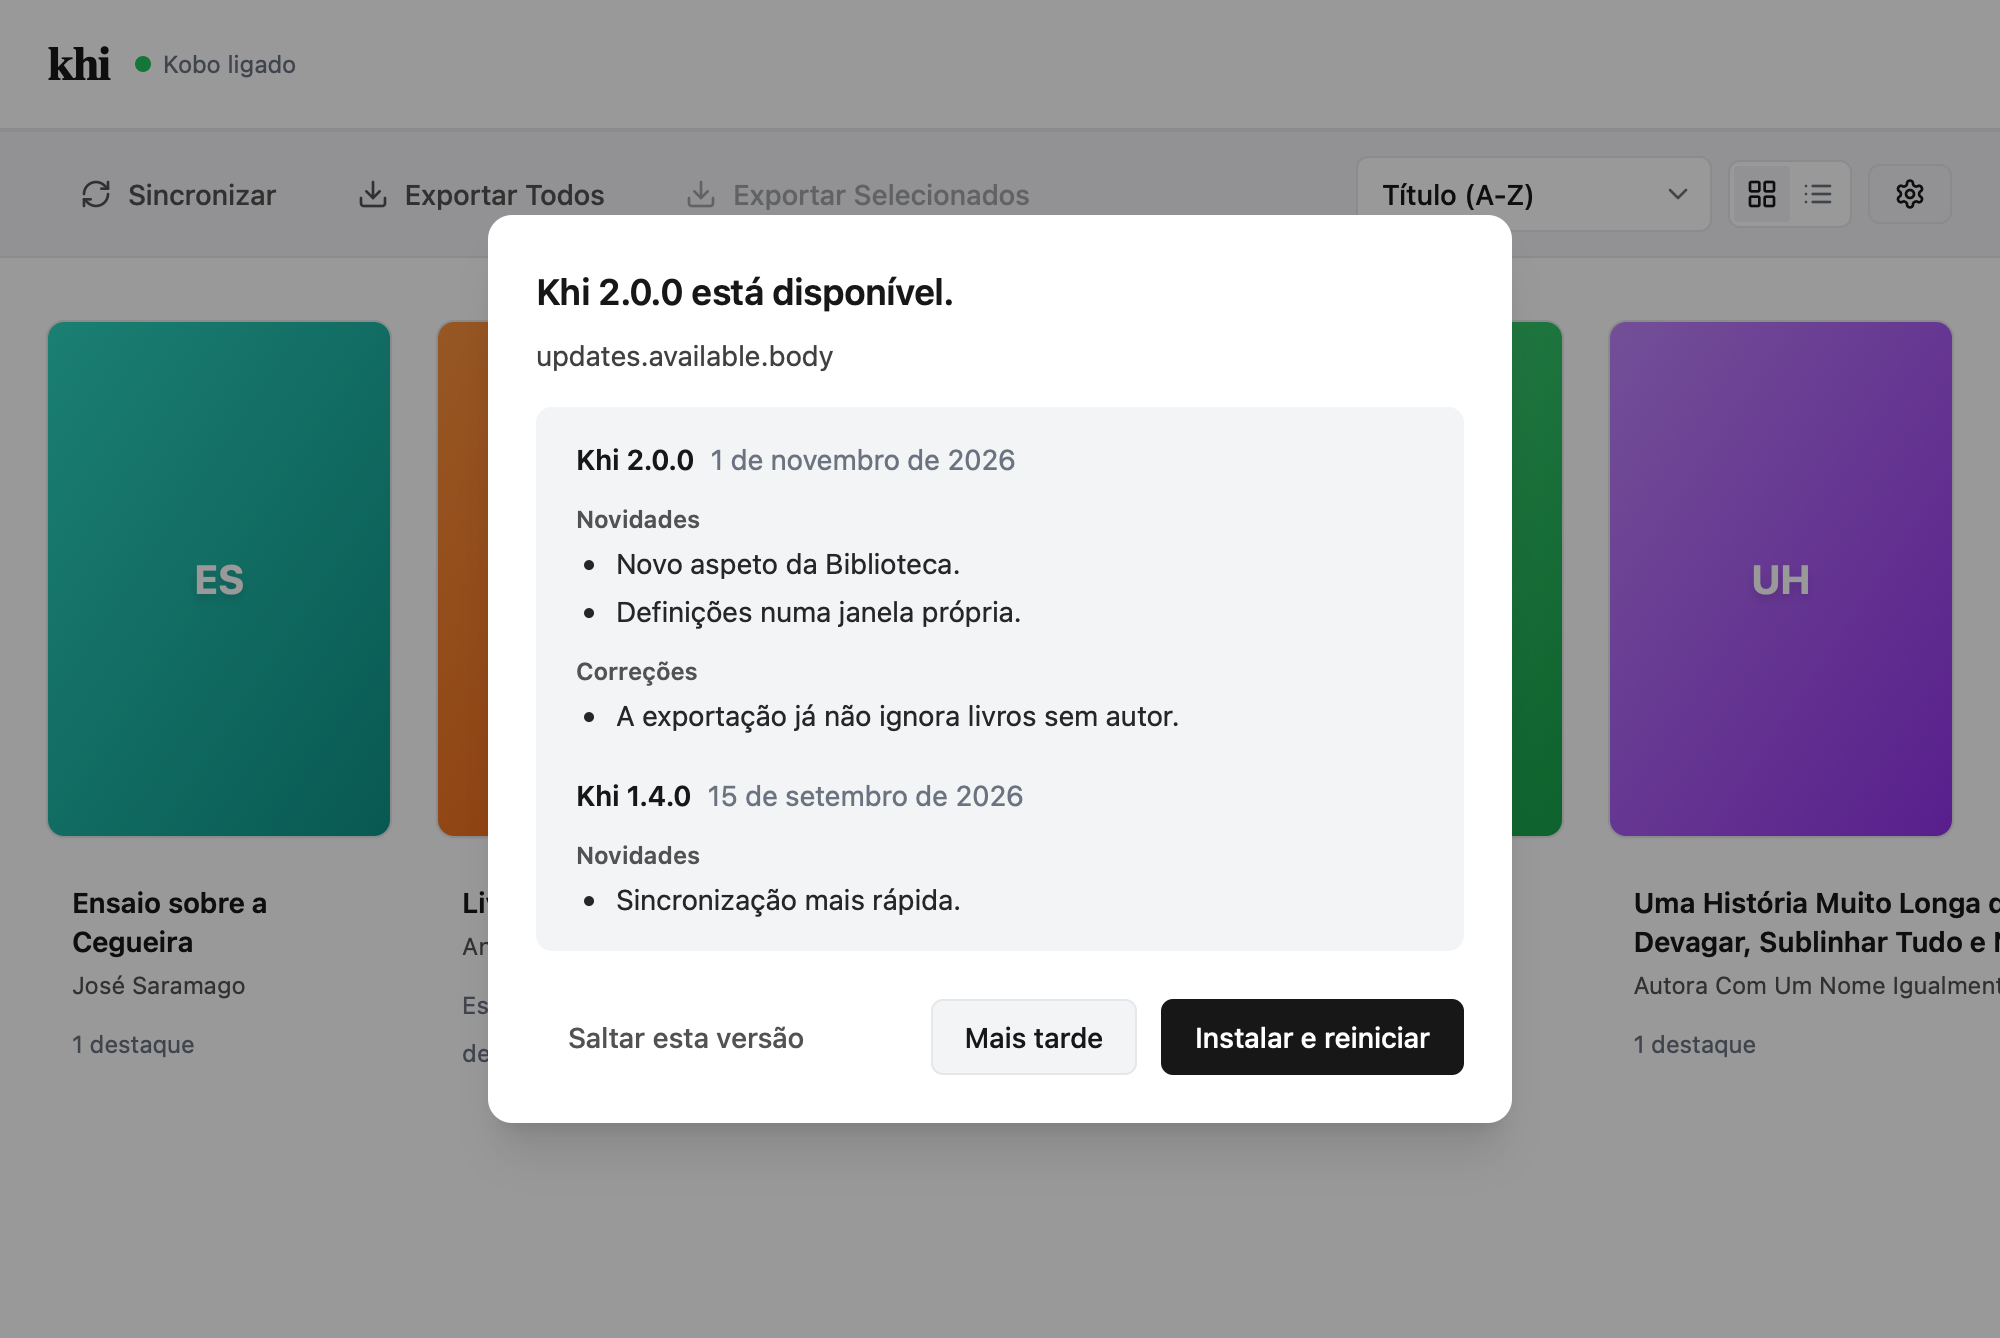 khi
Kobo ligado
Sincronizar
Exportar Todos
Exportar Selecionados
Título (A-Z)
Khi 2.0.0 está disponível.
updates.available.body
Khi 2.0.0 1 de novembro de 2026
Novidades
Novo aspeto da Biblioteca.
Definições numa janela própria.
Correções
A exportação já não ignora livros sem autor.
Khi 1.4.0 15 de setembro de 2026
Novidades
Sincronização mais rápida.
Saltar esta versão
Mais tarde
Instalar e reiniciar
ES
Ensaio sobre a
Cegueira
José Saramago
1 destaque
UH
Uma História Muito Longa
Devagar, Sublinhar Tudo e
Autora Com Um Nome
1 destaque